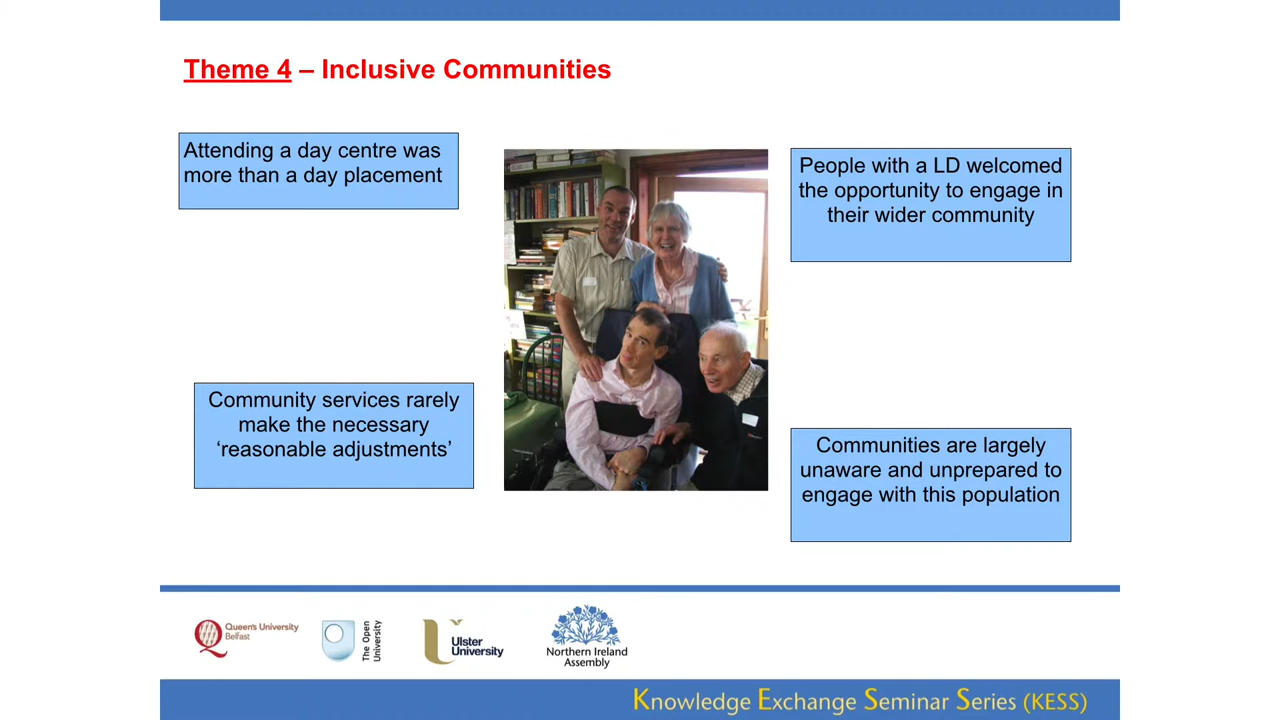 Theme 4 – Inclusive Communities
Attending a day centre was
more than a day placement
People with a LD welcomed
the opportunity to engage in
their wider community
Community services rarely
make the necessary
‘reasonable adjustments’
Communities are largely
unaware and unprepared to
engage with this population
Queen's University
Belfast
The Open
University
Ulster
University
Northern Ireland
Assembly
Knowledge Exchange Seminar Series (KESS)